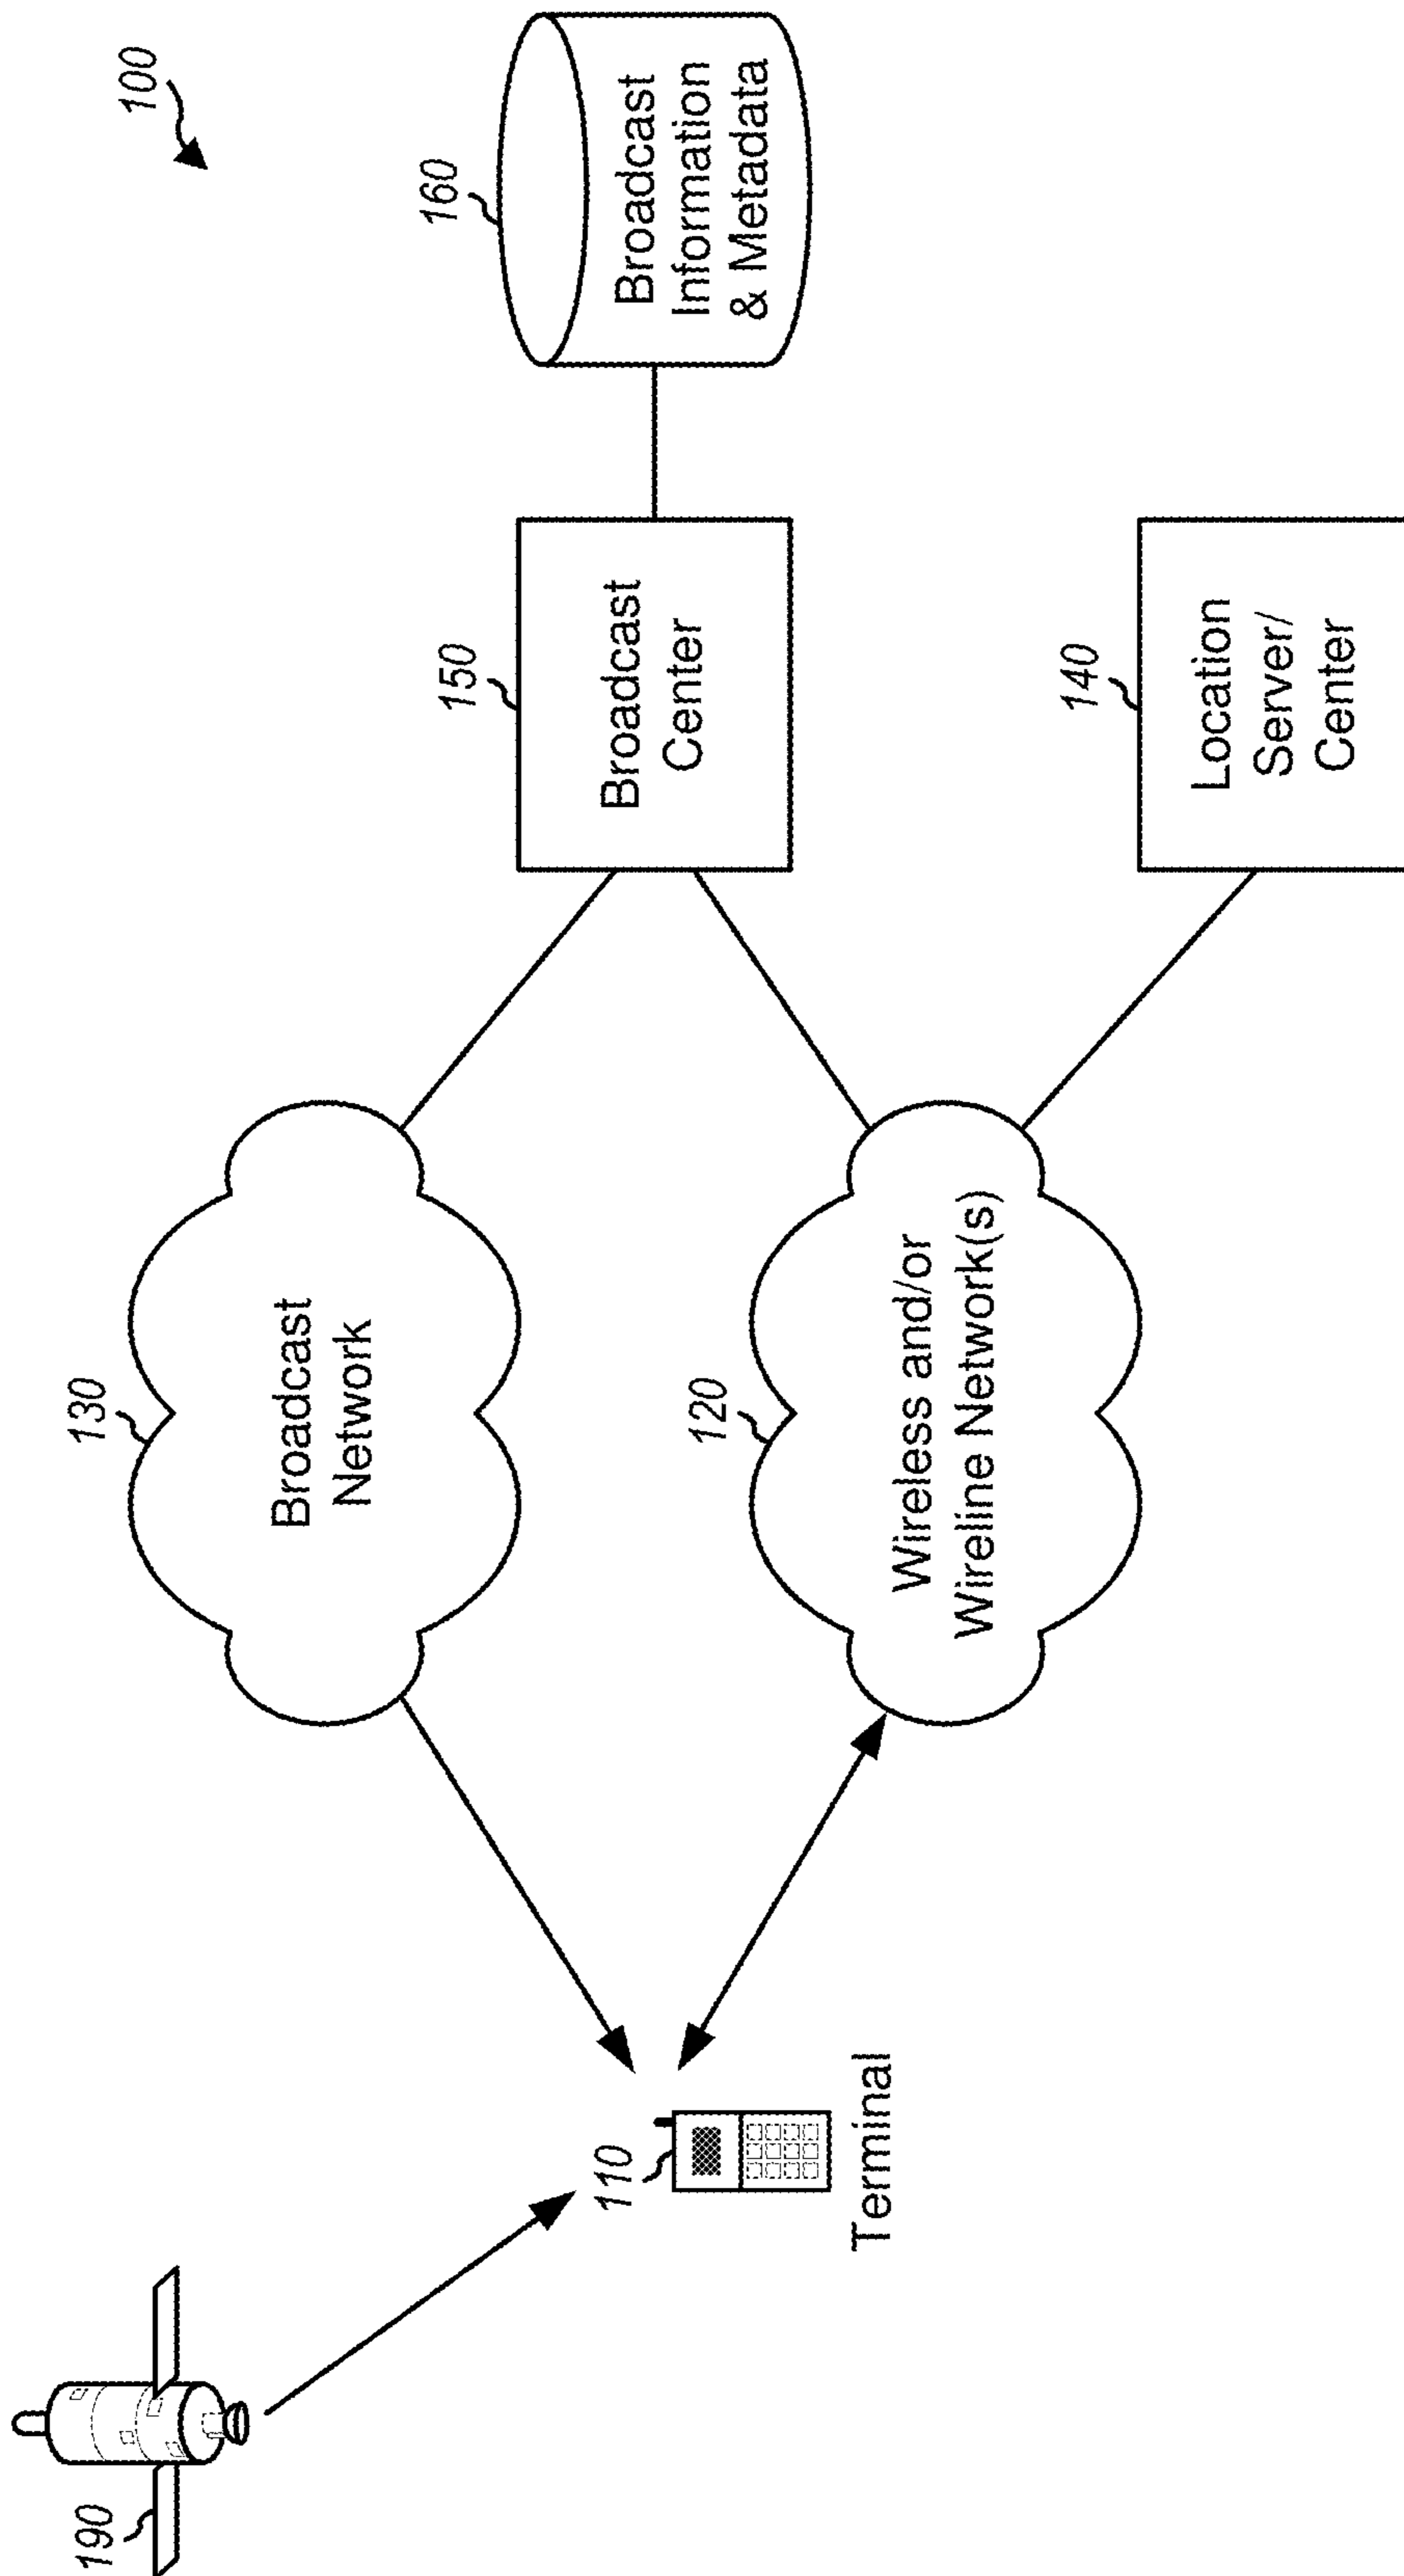 100
190
110
Terminal
130
Broadcast
Network
120
Wireless and/or
Wireline Network(s)
150
Broadcast
Center
160
Broadcast
Information
& Metadata
140
Location
Server/
Center